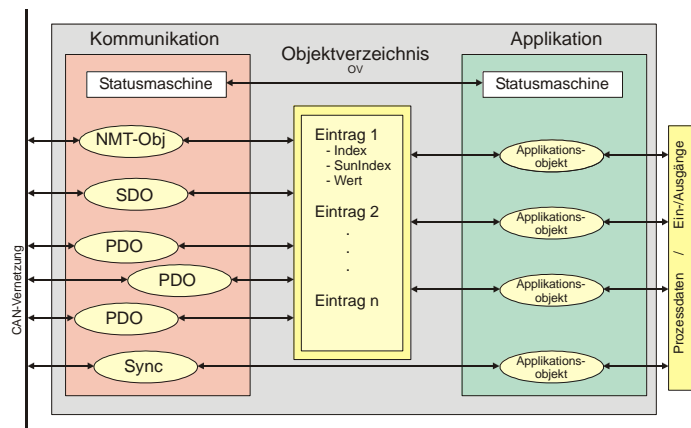 Kommunikation
Objektverzeichnis
OV
Applikation
Statusmaschine
Statusmaschine
NMT-Obj
SDO
PDO
PDO
PDO
Sync
Eintrag 1
- Index
- SunIndex
- Wert
Eintrag 2
.
.
.
Eintrag n
Applikations-
objekt
Applikations-
objekt
Applikations-
objekt
Applikations-
objekt
CAN-Vernetzung
Prozessdaten / Ein-/Ausgänge